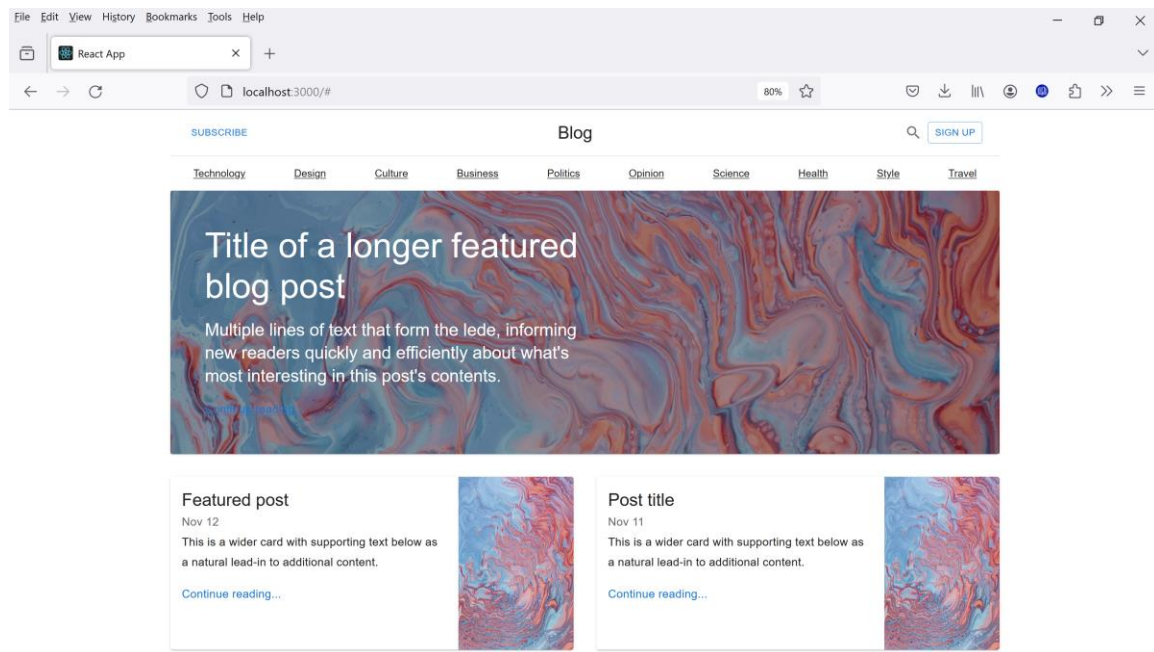 File Edit View History Bookmarks Tools Help
React App
localhost:3000/#
80%
SUBSCRIBE
Blog
SIGN UP
Technology Design Culture Business Politics Opinion Science Health Style Travel
Title of a longer featured
blog post
Multiple lines of text that form the lede, informing
new readers quickly and efficiently about what's
most interesting in this post's contents.
Continue reading…
Featured post
Nov 12
This is a wider card with supporting text below as
a natural lead-in to additional content.
Continue reading...
Post title
Nov 11
This is a wider card with supporting text below as
a natural lead-in to additional content.
Continue reading...